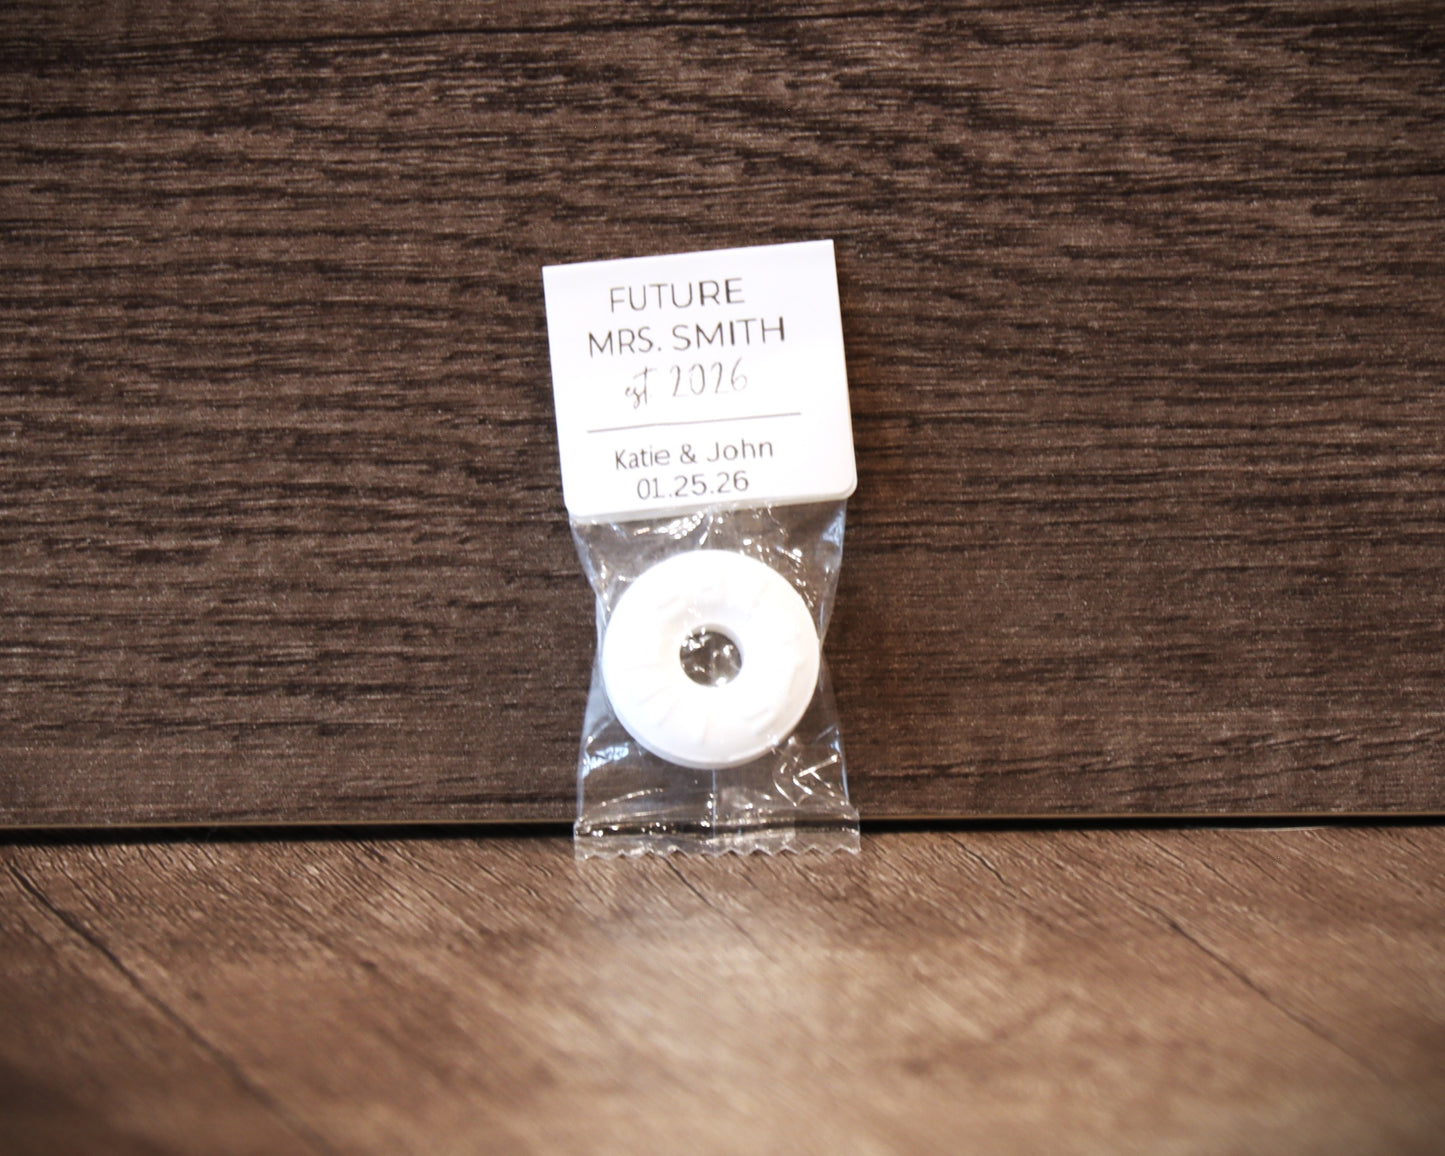 FUTURE
MRS. SMITH
est 2026
Katie & John
01.25.26